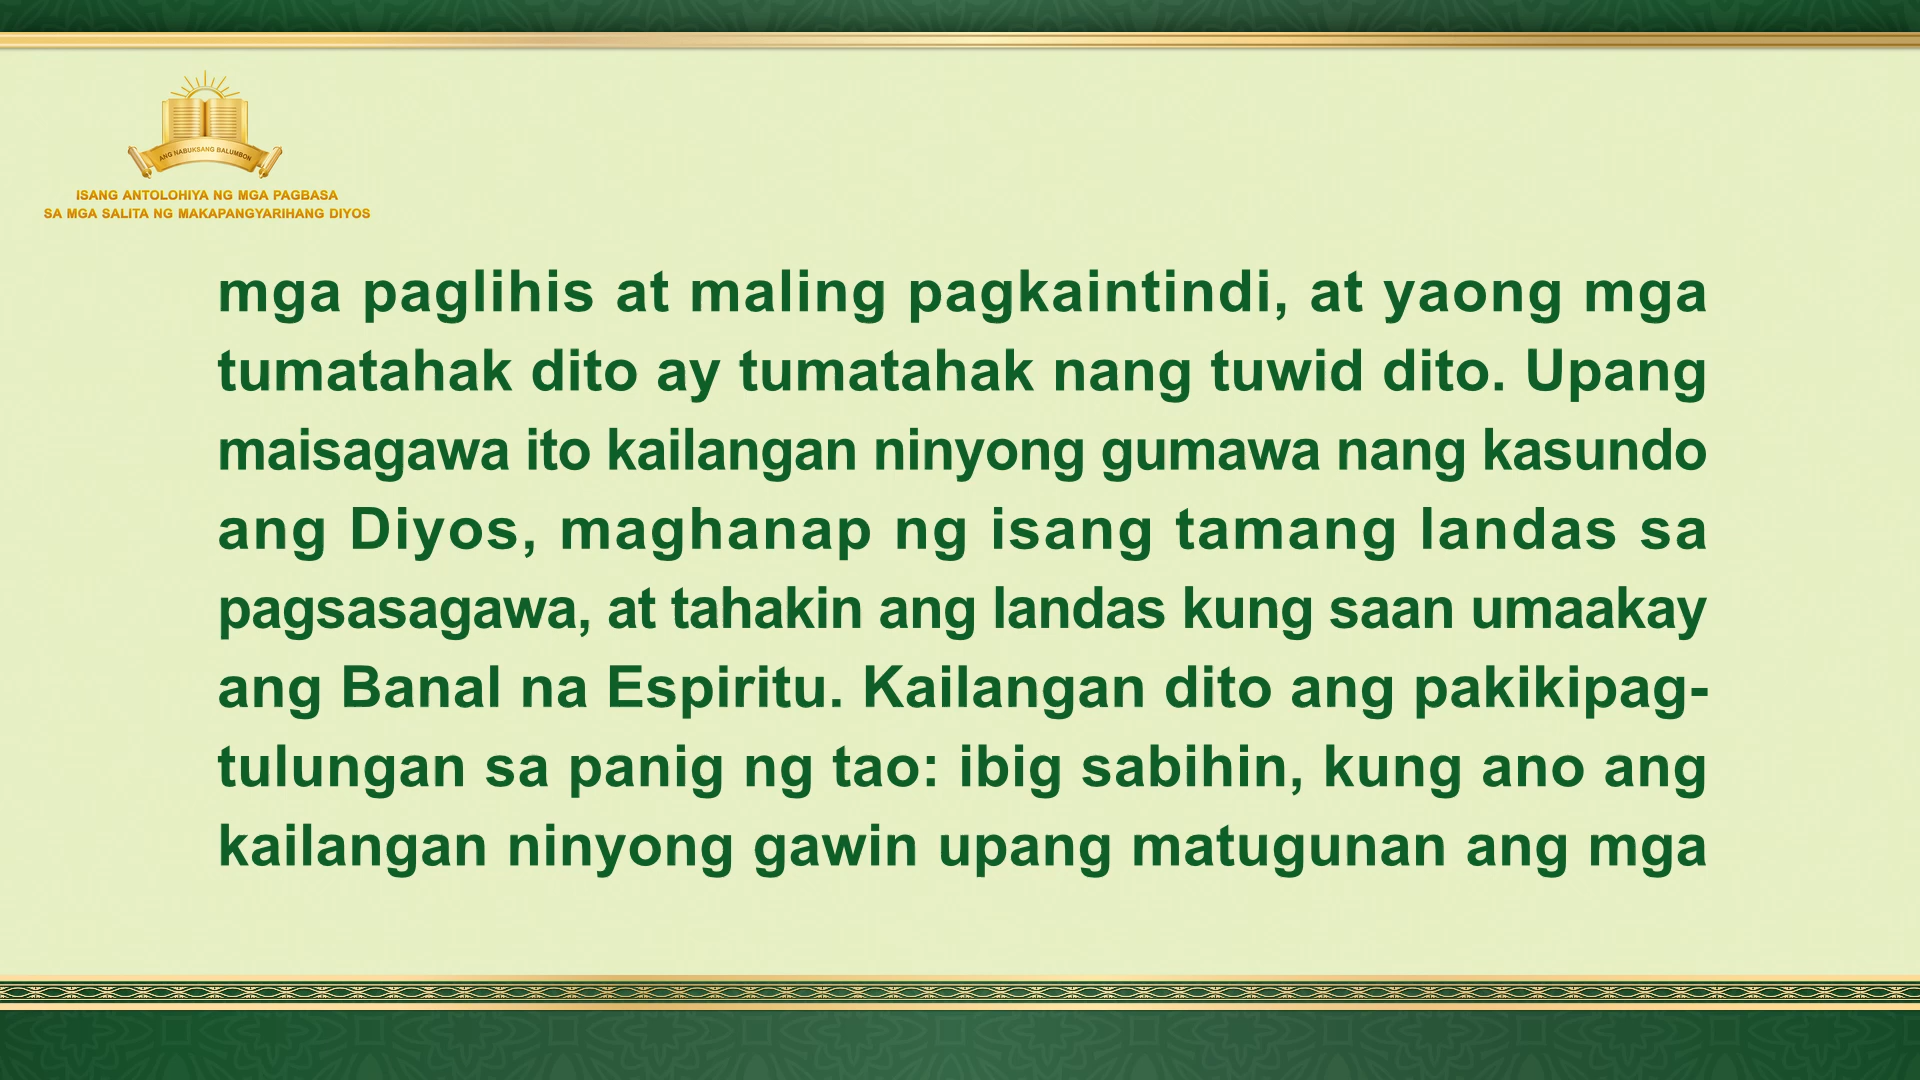 ANG NABUKSANG BALUMBON
ISANG ANTOLOHIYA NG MGA PAGBASA
SA MGA SALITA NG MAKAPANGYARIHANG DIYOS
mga paglihis at maling pagkaintindi, at yaong mga
tumatahak dito ay tumatahak nang tuwid dito. Upang
maisagawa ito kailangan ninyong gumawa nang kasundo
ang Diyos, maghanap ng isang tamang landas sa
pagsasagawa, at tahakin ang landas kung saan umaakay
ang Banal na Espiritu. Kailangan dito ang pakikipag-
tulungan sa panig ng tao: ibig sabihin, kung ano ang
kailangan ninyong gawin upang matugunan ang mga